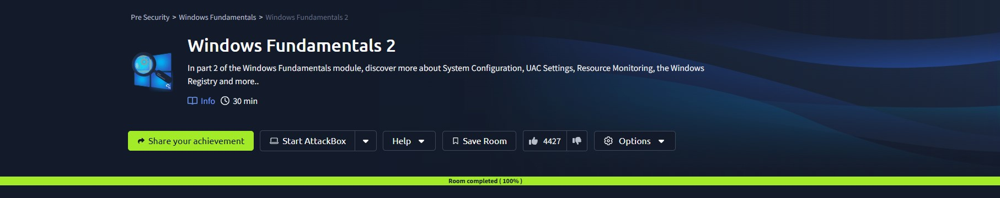 Pre Security > Windows Fundamentals > Windows Fundamentals 2
Windows Fundamentals 2
In part 2 of the Windows Fundamentals module, discover more about System Configuration, UAC Settings, Resource Monitoring, the Windows
Registry and more..
Info 30 min
Share your achievement Start AttackBox Help Save Room 4427 Options
Room completed ( 100% )